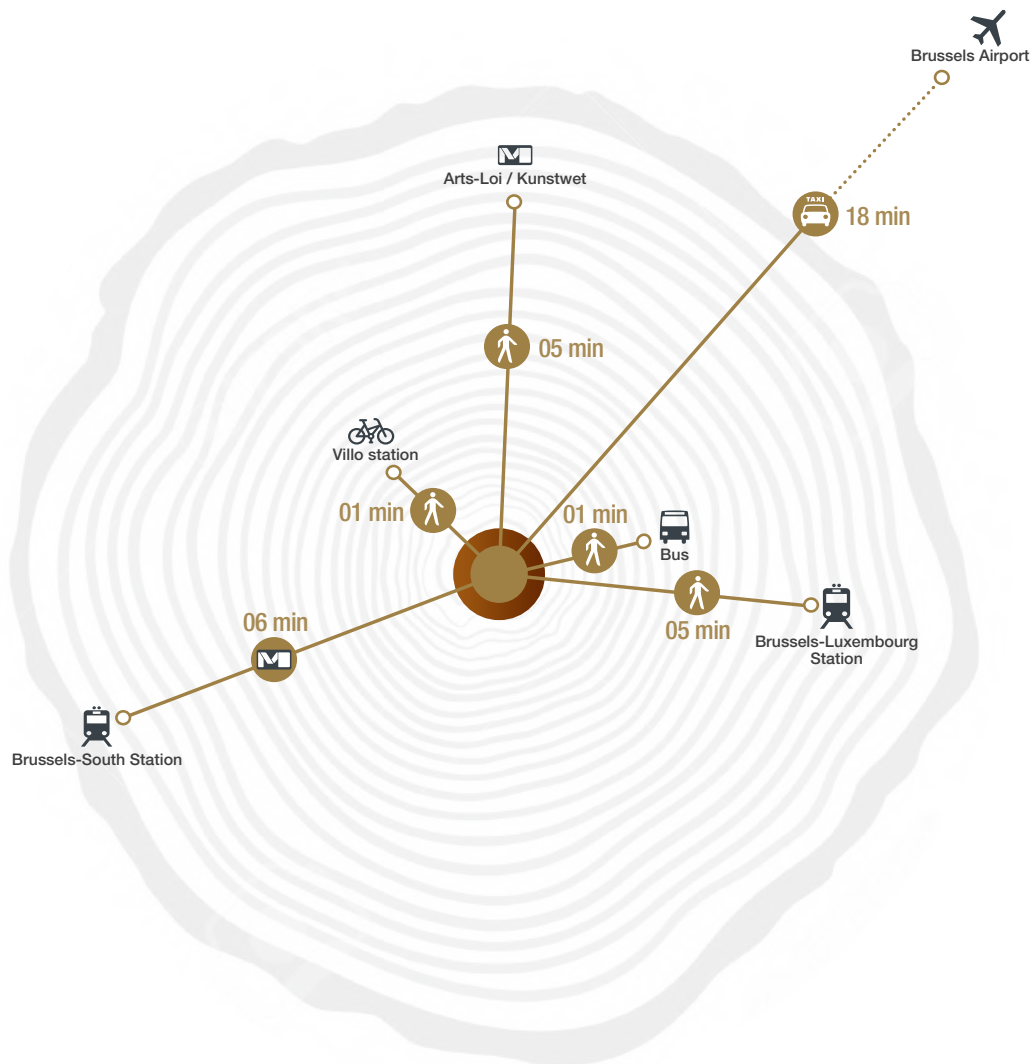 Brussels Airport
Arts-Loi / Kunstwet
TAXI
18 min
05 min
Villo station
01 min
01 min
Bus
05 min
Brussels-Luxembourg
Station
06 min
Brussels-South Station